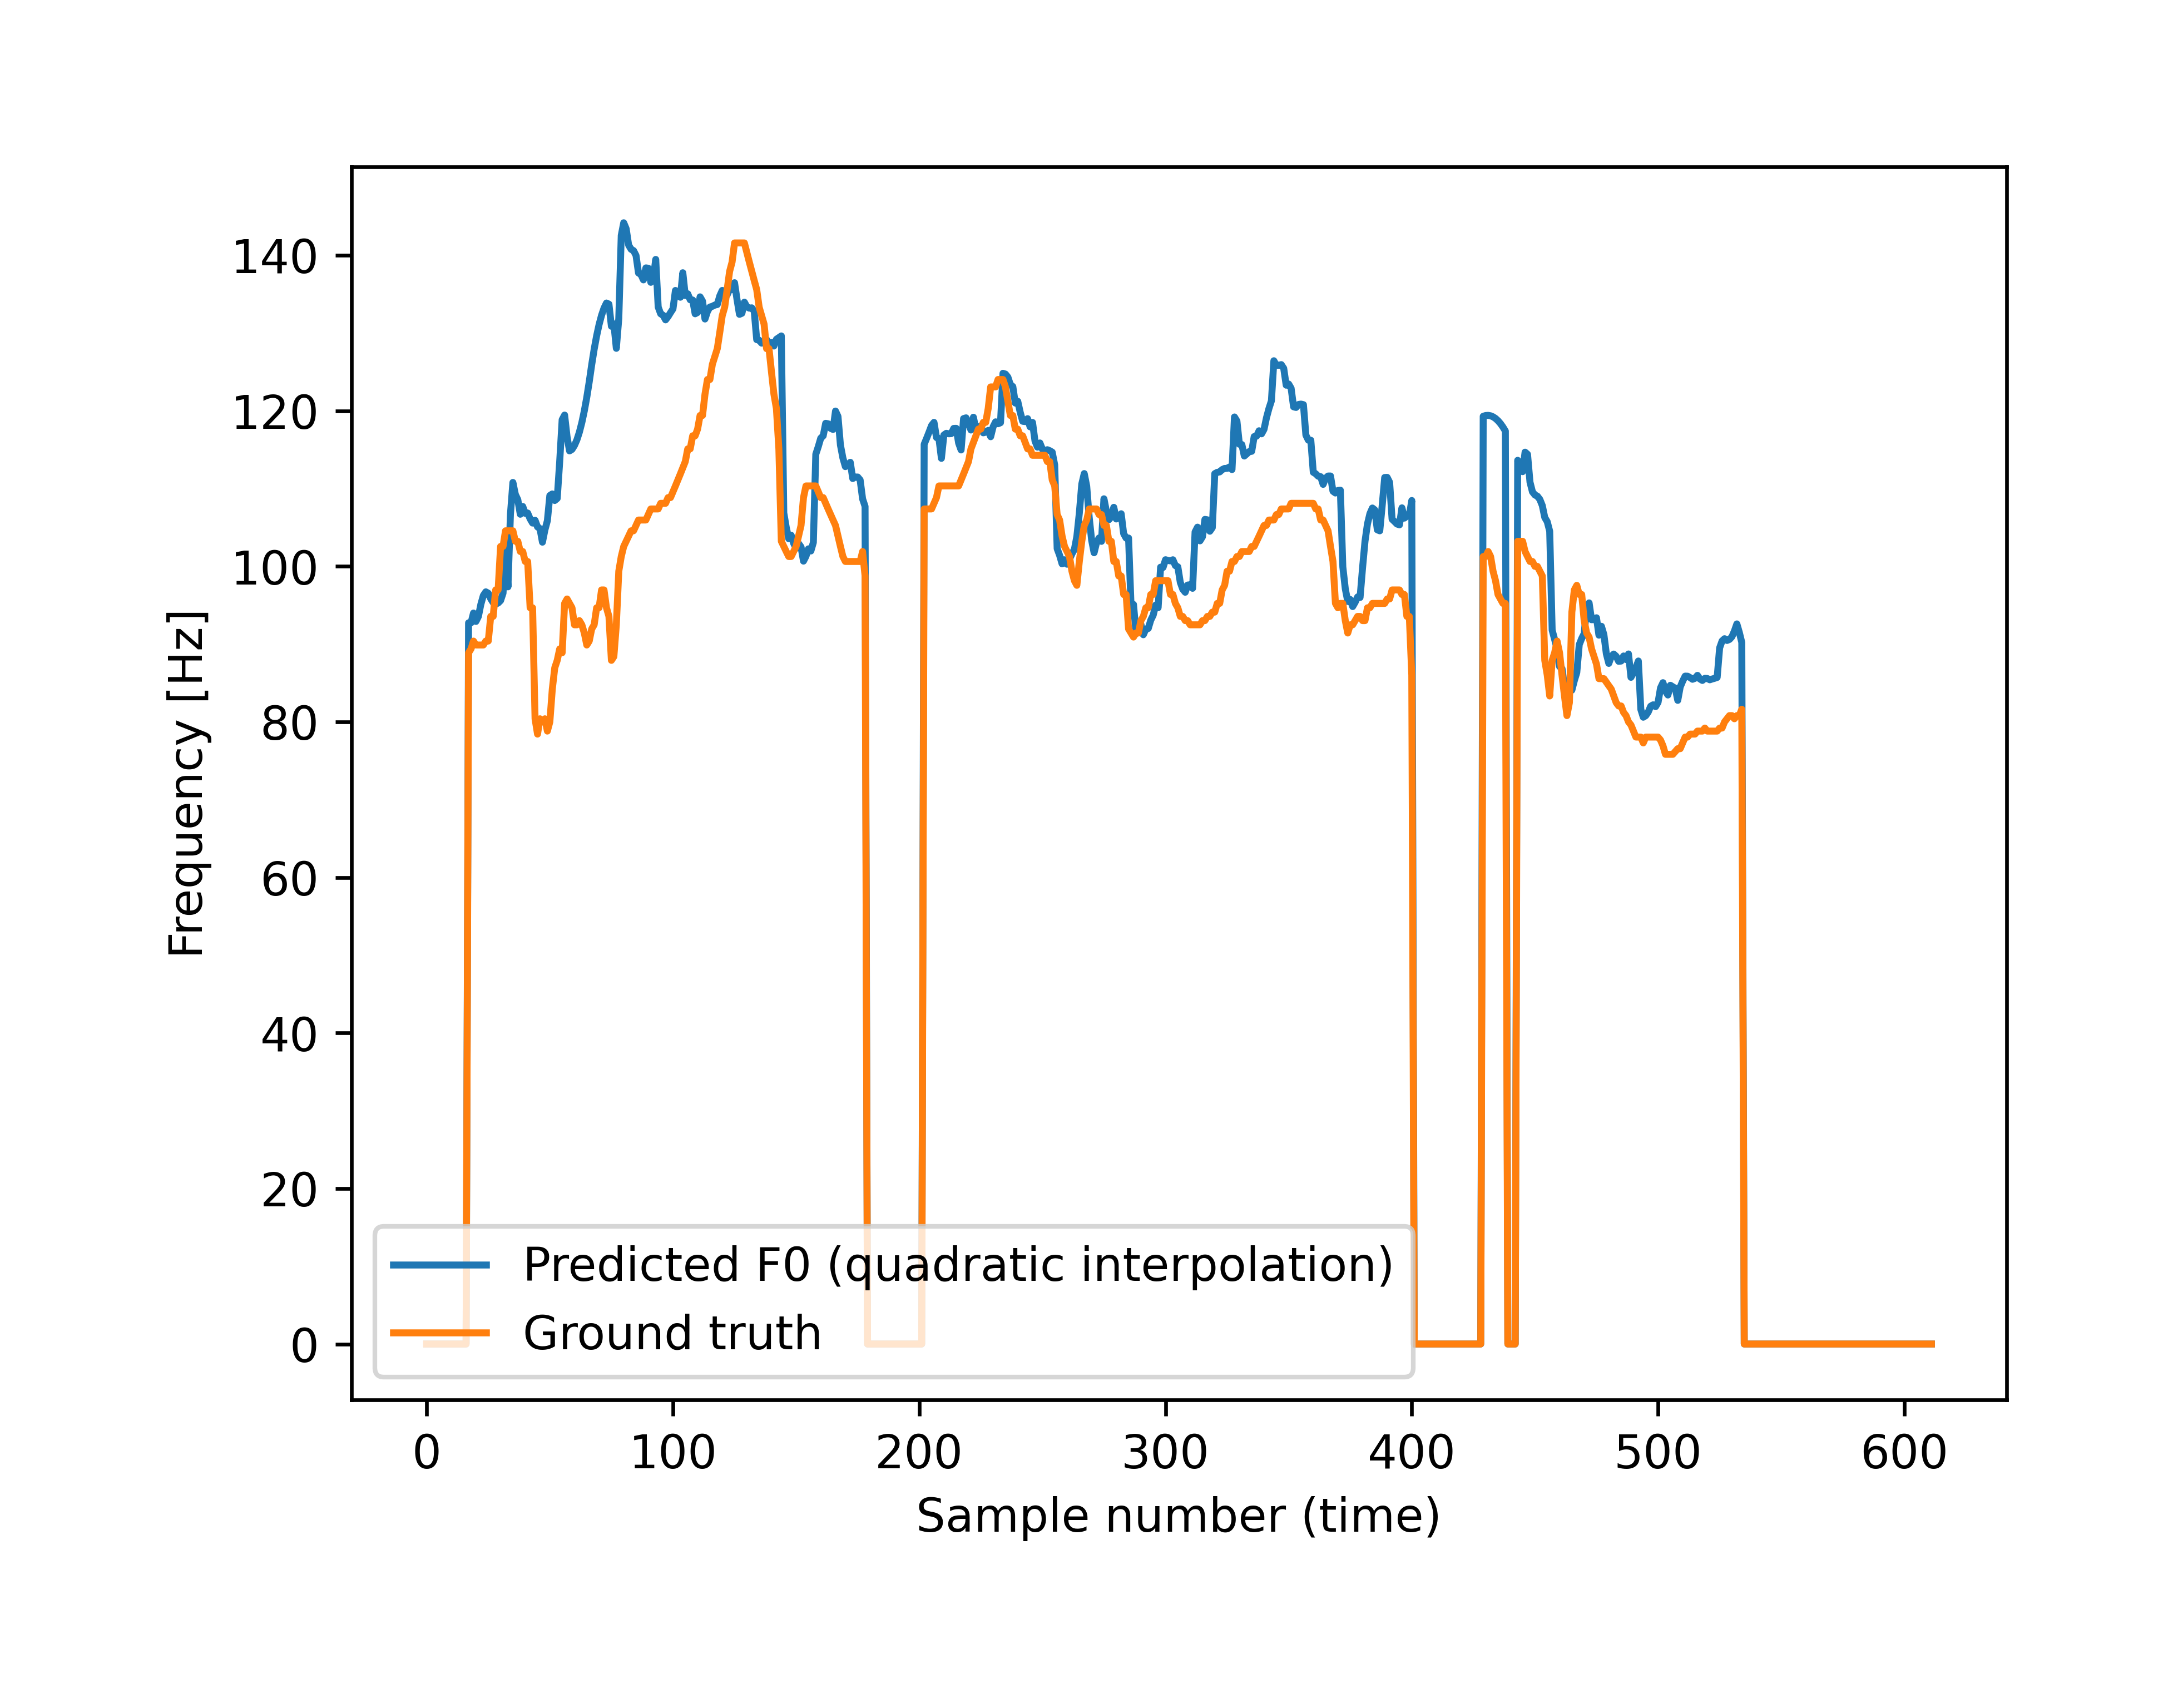 140
120
100
80
60
40
20
0
Frequency [Hz]
Predicted F0 (quadratic interpolation)
Ground truth
0 100 200 300 400 500 600
Sample number (time)